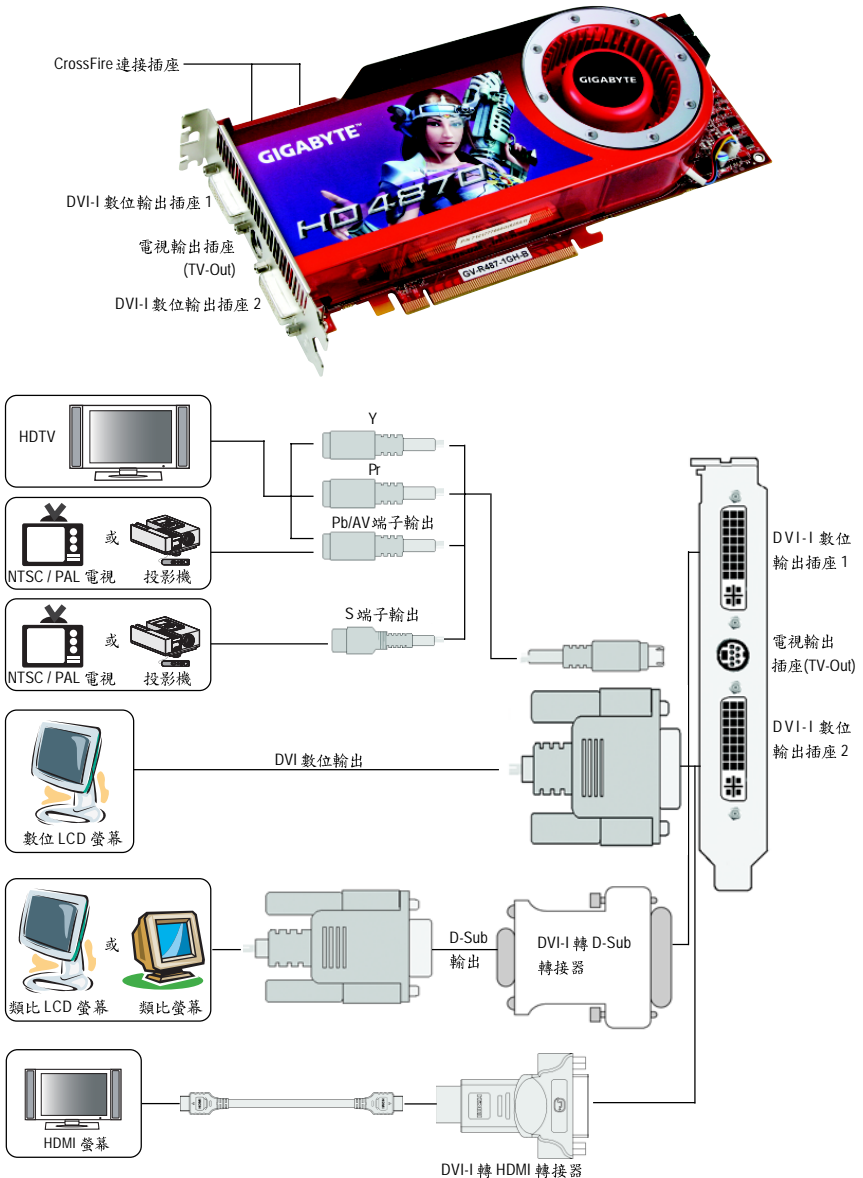 CrossFire 連接插座
GIGABYTE
GIGABYTE™
HD4870
DVI-I 數位輸出插座 1
電視輸出插座
(TV-Out)
GV-R487-1GH-B
DVI-I 數位輸出插座 2
HDTV
Y
Pr
Pb/AV 端子輸出
或
NTSC / PAL 電視
投影機
S 端子輸出
或
NTSC / PAL 電視
投影機
DVI-I 數位
輸出插座 1
電視輸出
插座(TV-Out)
DVI-I 數位
輸出插座 2
DVI 數位輸出
數位 LCD 螢幕
或
類比 LCD 螢幕
類比螢幕
D-Sub
輸出
DVI-I 轉 D-Sub
轉接器
HDMI 螢幕
DVI-I 轉 HDMI 轉接器